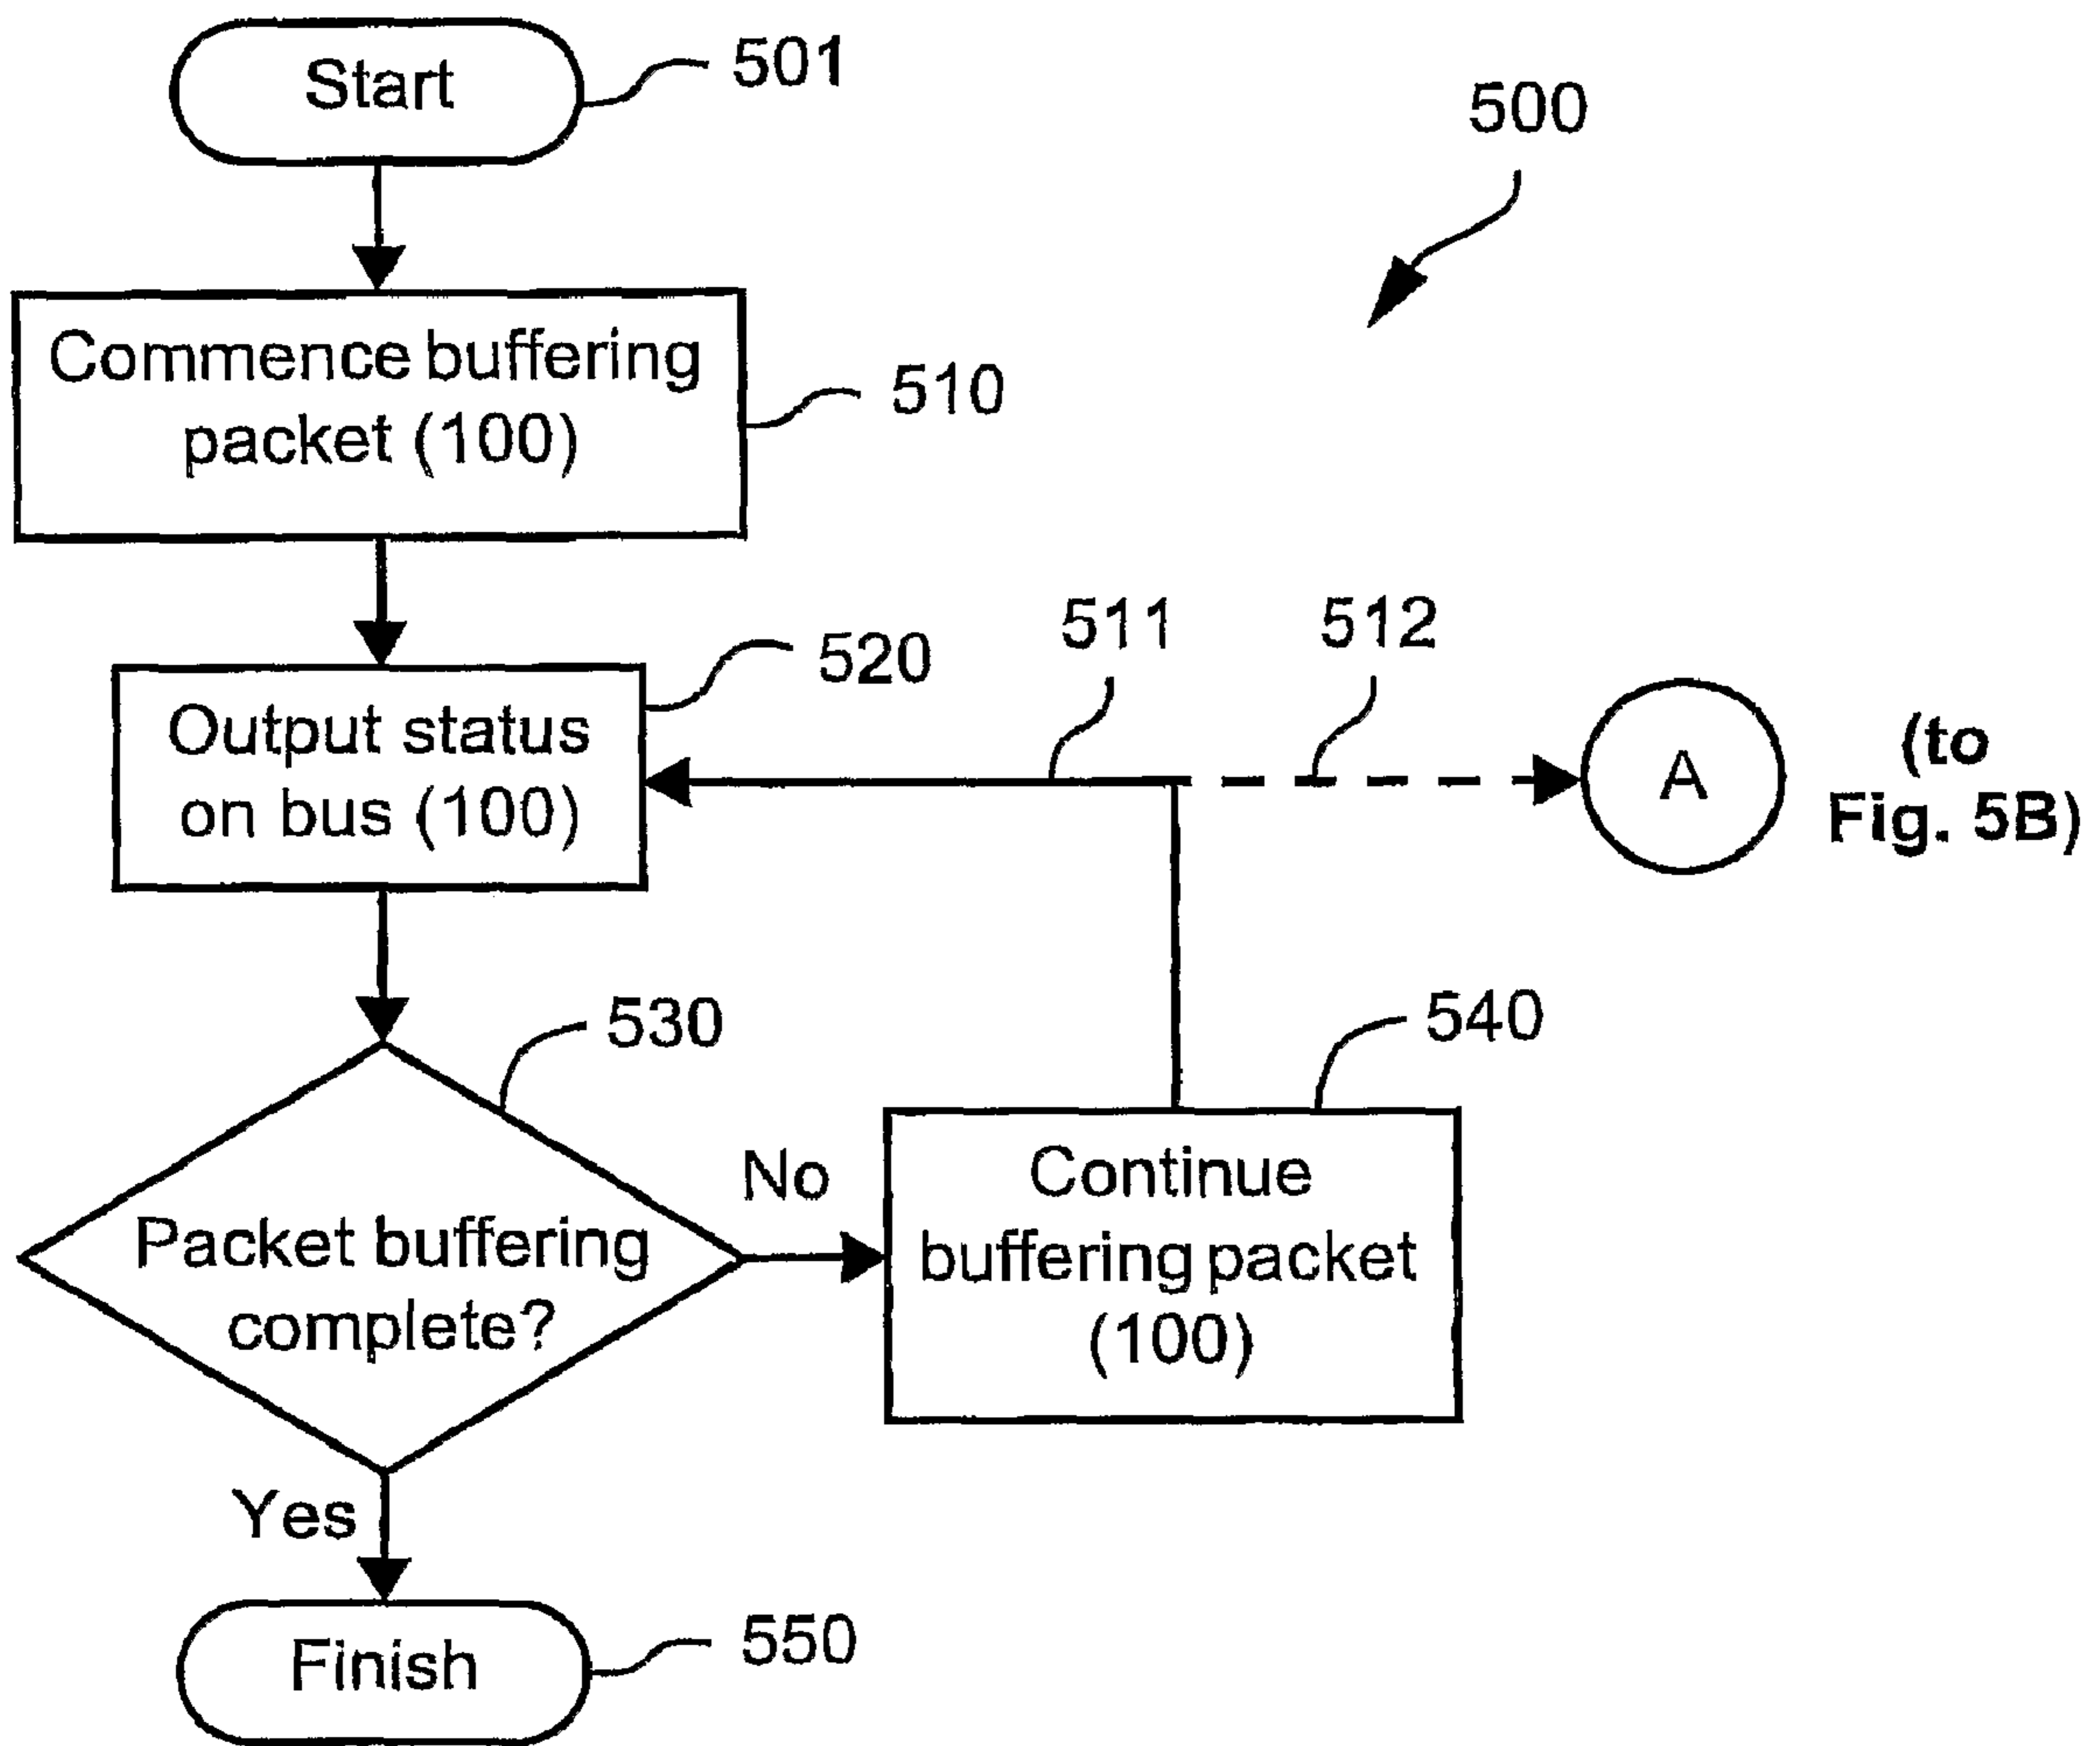 Start
501
500
Commence buffering
packet (100)
510
511
512
520
Output status
on bus (100)
A
(to
Fig. 5B)
530
540
No
Continue
buffering packet
(100)
Packet buffering
complete?
Yes
Finish
550